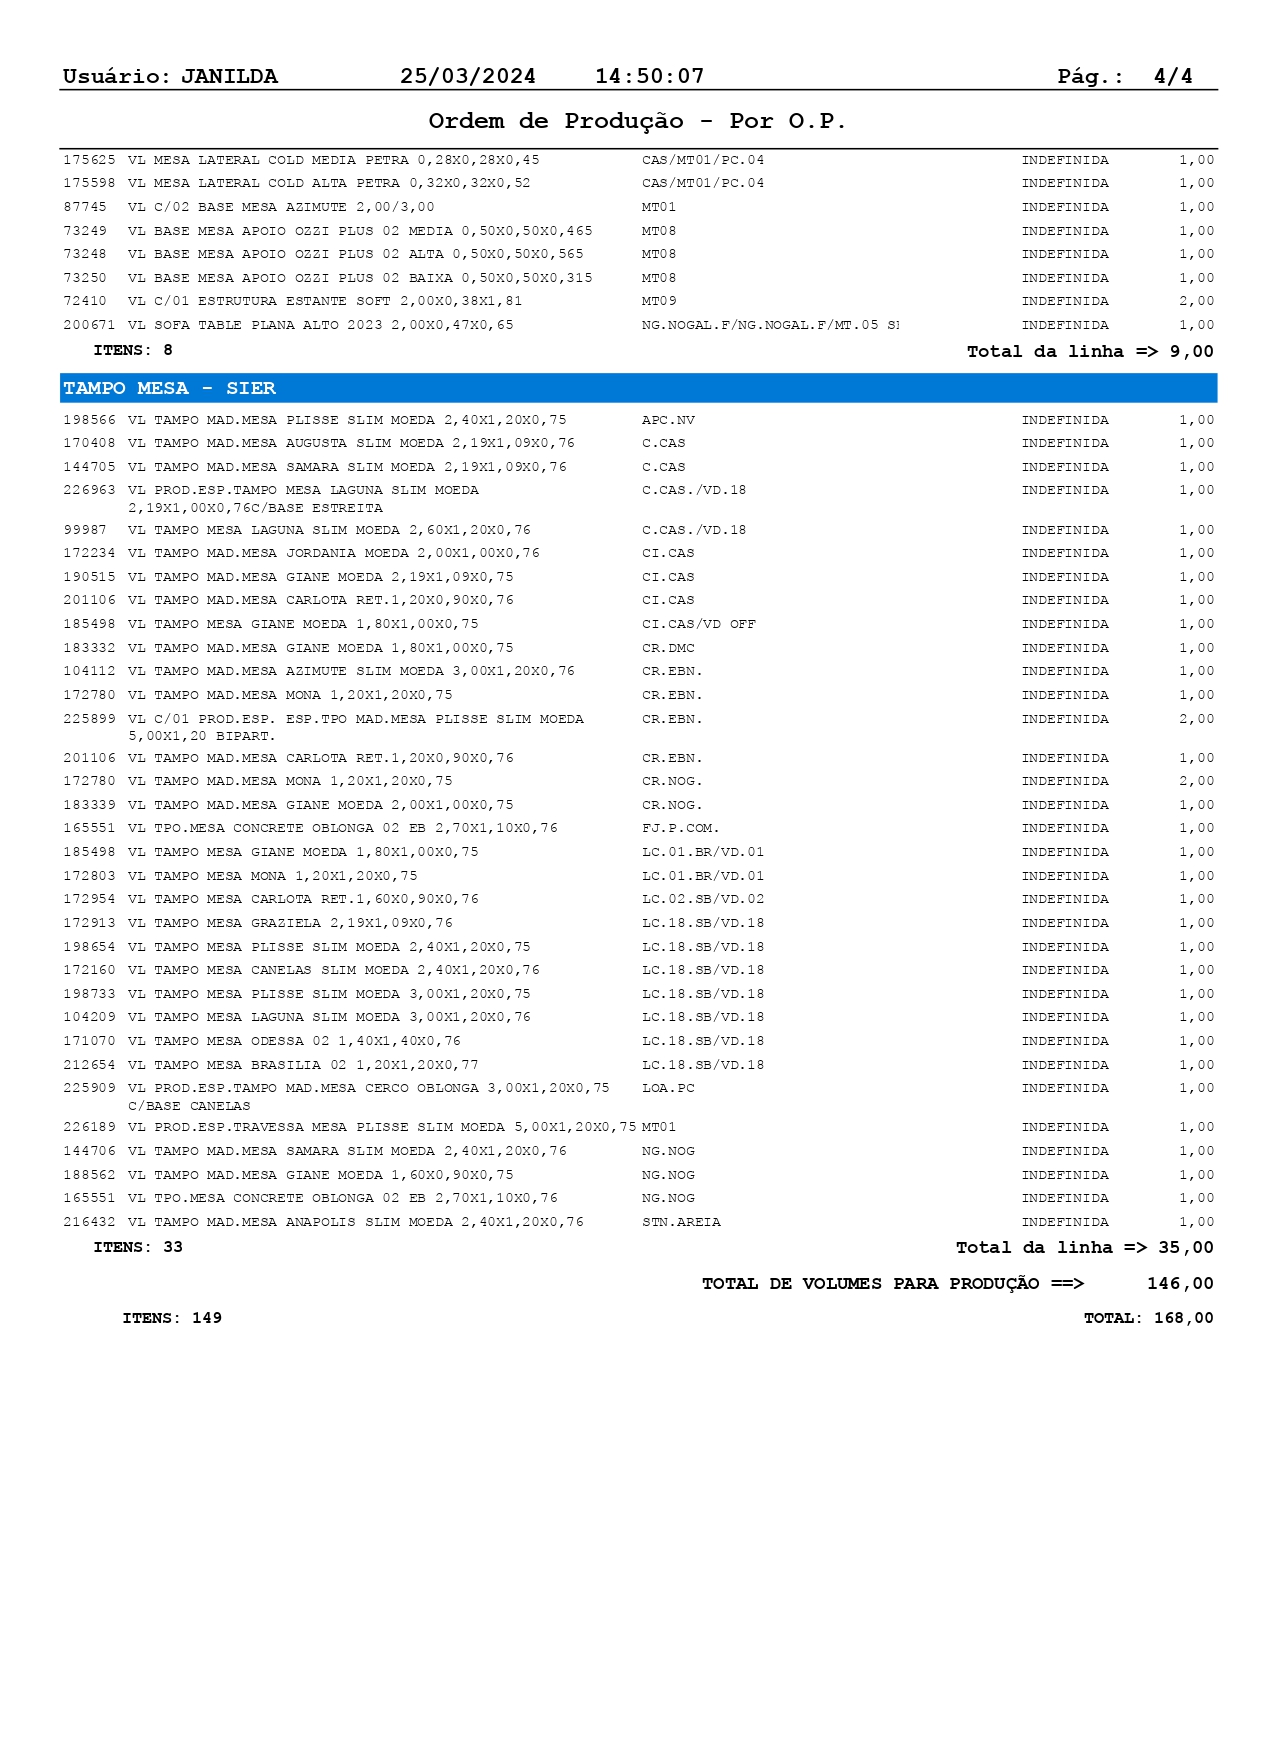 Usuário: JANILDA 25/03/2024 14:50:07 Pág.: 4/4
Ordem de Produção - Por O.P.
175625 VL MESA LATERAL COLD MEDIA PETRA 0,28X0,28X0,45 CAS/MT01/PC.04 INDEFINIDA 1,00
175598 VL MESA LATERAL COLD ALTA PETRA 0,32X0,32X0,52 CAS/MT01/PC.04 INDEFINIDA 1,00
87745 VL C/02 BASE MESA AZIMUTE 2,00/3,00 MT01 INDEFINIDA 1,00
73249 VL BASE MESA APOIO OZZI PLUS 02 MEDIA 0,50X0,50X0,465 MT08 INDEFINIDA 1,00
73248 VL BASE MESA APOIO OZZI PLUS 02 ALTA 0,50X0,50X0,565 MT08 INDEFINIDA 1,00
73250 VL BASE MESA APOIO OZZI PLUS 02 BAIXA 0,50X0,50X0,315 MT08 INDEFINIDA 1,00
72410 VL C/01 ESTRUTURA ESTANTE SOFT 2,00X0,38X1,81 MT09 INDEFINIDA 2,00
200671 VL SOFA TABLE PLANA ALTO 2023 2,00X0,47X0,65 NG.NOGAL.F/NG.NOGAL.F/MT.05 INDEFINIDA 1,00
ITENS: 8 Total da linha => 9,00
TAMPO MESA - SIER
198566 VL TAMPO MAD.MESA PLISSE SLIM MOEDA 2,40X1,20X0,75 APC.NV INDEFINIDA 1,00
170408 VL TAMPO MAD.MESA AUGUSTA SLIM MOEDA 2,19X1,09X0,76 C.CAS INDEFINIDA 1,00
144705 VL TAMPO MAD.MESA SAMARA SLIM MOEDA 2,19X1,09X0,76 C.CAS INDEFINIDA 1,00
226963 VL PROD.ESP.TAMPO MESA LAGUNA SLIM MOEDA C.CAS./VD.18 INDEFINIDA 1,00
2,19X1,00X0,76C/BASE ESTREITA
99987 VL TAMPO MESA LAGUNA SLIM MOEDA 2,60X1,20X0,76 C.CAS./VD.18 INDEFINIDA 1,00
172234 VL TAMPO MAD.MESA JORDANIA MOEDA 2,00X1,00X0,76 CI.CAS INDEFINIDA 1,00
190515 VL TAMPO MAD.MESA GIANE MOEDA 2,19X1,09X0,75 CI.CAS INDEFINIDA 1,00
201106 VL TAMPO MAD.MESA CARLOTA RET.1,20X0,90X0,76 CI.CAS INDEFINIDA 1,00
185498 VL TAMPO MESA GIANE MOEDA 1,80X1,00X0,75 CI.CAS/VD OFF INDEFINIDA 1,00
183332 VL TAMPO MAD.MESA GIANE MOEDA 1,80X1,00X0,75 CR.DMC INDEFINIDA 1,00
104112 VL TAMPO MAD.MESA AZIMUTE SLIM MOEDA 3,00X1,20X0,76 CR.EBN. INDEFINIDA 1,00
172780 VL TAMPO MAD.MESA MONA 1,20X1,20X0,75 CR.EBN. INDEFINIDA 1,00
225899 VL C/01 PROD.ESP. ESP.TPO MAD.MESA PLISSE SLIM MOEDA CR.EBN. INDEFINIDA 2,00
5,00X1,20 BIPART.
201106 VL TAMPO MAD.MESA CARLOTA RET.1,20X0,90X0,76 CR.EBN. INDEFINIDA 1,00
172780 VL TAMPO MAD.MESA MONA 1,20X1,20X0,75 CR.NOG. INDEFINIDA 2,00
183339 VL TAMPO MAD.MESA GIANE MOEDA 2,00X1,00X0,75 CR.NOG. INDEFINIDA 1,00
165551 VL TPO.MESA CONCRETE OBLONGA 02 EB 2,70X1,10X0,76 FJ.P.COM. INDEFINIDA 1,00
185498 VL TAMPO MESA GIANE MOEDA 1,80X1,00X0,75 LC.01.BR/VD.01 INDEFINIDA 1,00
172803 VL TAMPO MESA MONA 1,20X1,20X0,75 LC.01.BR/VD.01 INDEFINIDA 1,00
172954 VL TAMPO MESA CARLOTA RET.1,60X0,90X0,76 LC.02.SB/VD.02 INDEFINIDA 1,00
172913 VL TAMPO MESA GRAZIELA 2,19X1,09X0,76 LC.18.SB/VD.18 INDEFINIDA 1,00
198654 VL TAMPO MESA PLISSE SLIM MOEDA 2,40X1,20X0,75 LC.18.SB/VD.18 INDEFINIDA 1,00
172160 VL TAMPO MESA CANELAS SLIM MOEDA 2,40X1,20X0,76 LC.18.SB/VD.18 INDEFINIDA 1,00
198733 VL TAMPO MESA PLISSE SLIM MOEDA 3,00X1,20X0,75 LC.18.SB/VD.18 INDEFINIDA 1,00
104209 VL TAMPO MESA LAGUNA SLIM MOEDA 3,00X1,20X0,76 LC.18.SB/VD.18 INDEFINIDA 1,00
171070 VL TAMPO MESA ODESSA 02 1,40X1,40X0,76 LC.18.SB/VD.18 INDEFINIDA 1,00
212654 VL TAMPO MESA BRASILIA 02 1,20X1,20X0,77 LC.18.SB/VD.18 INDEFINIDA 1,00
225909 VL PROD.ESP.TAMPO MAD.MESA CERCO OBLONGA 3,00X1,20X0,75 LOA.PC INDEFINIDA 1,00
C/BASE CANELAS
226189 VL PROD.ESP.TRAVESSA MESA PLISSE SLIM MOEDA 5,00X1,20X0,75 MT01 INDEFINIDA 1,00
144706 VL TAMPO MAD.MESA SAMARA SLIM MOEDA 2,40X1,20X0,76 NG.NOG INDEFINIDA 1,00
188562 VL TAMPO MAD.MESA GIANE MOEDA 1,60X0,90X0,75 NG.NOG INDEFINIDA 1,00
165551 VL TPO.MESA CONCRETE OBLONGA 02 EB 2,70X1,10X0,76 NG.NOG INDEFINIDA 1,00
216432 VL TAMPO MAD.MESA ANAPOLIS SLIM MOEDA 2,40X1,20X0,76 STN.AREIA INDEFINIDA 1,00
ITENS: 33 Total da linha => 35,00
TOTAL DE VOLUMES PARA PRODUÇÃO ==> 146,00
ITENS: 149 TOTAL: 168,00